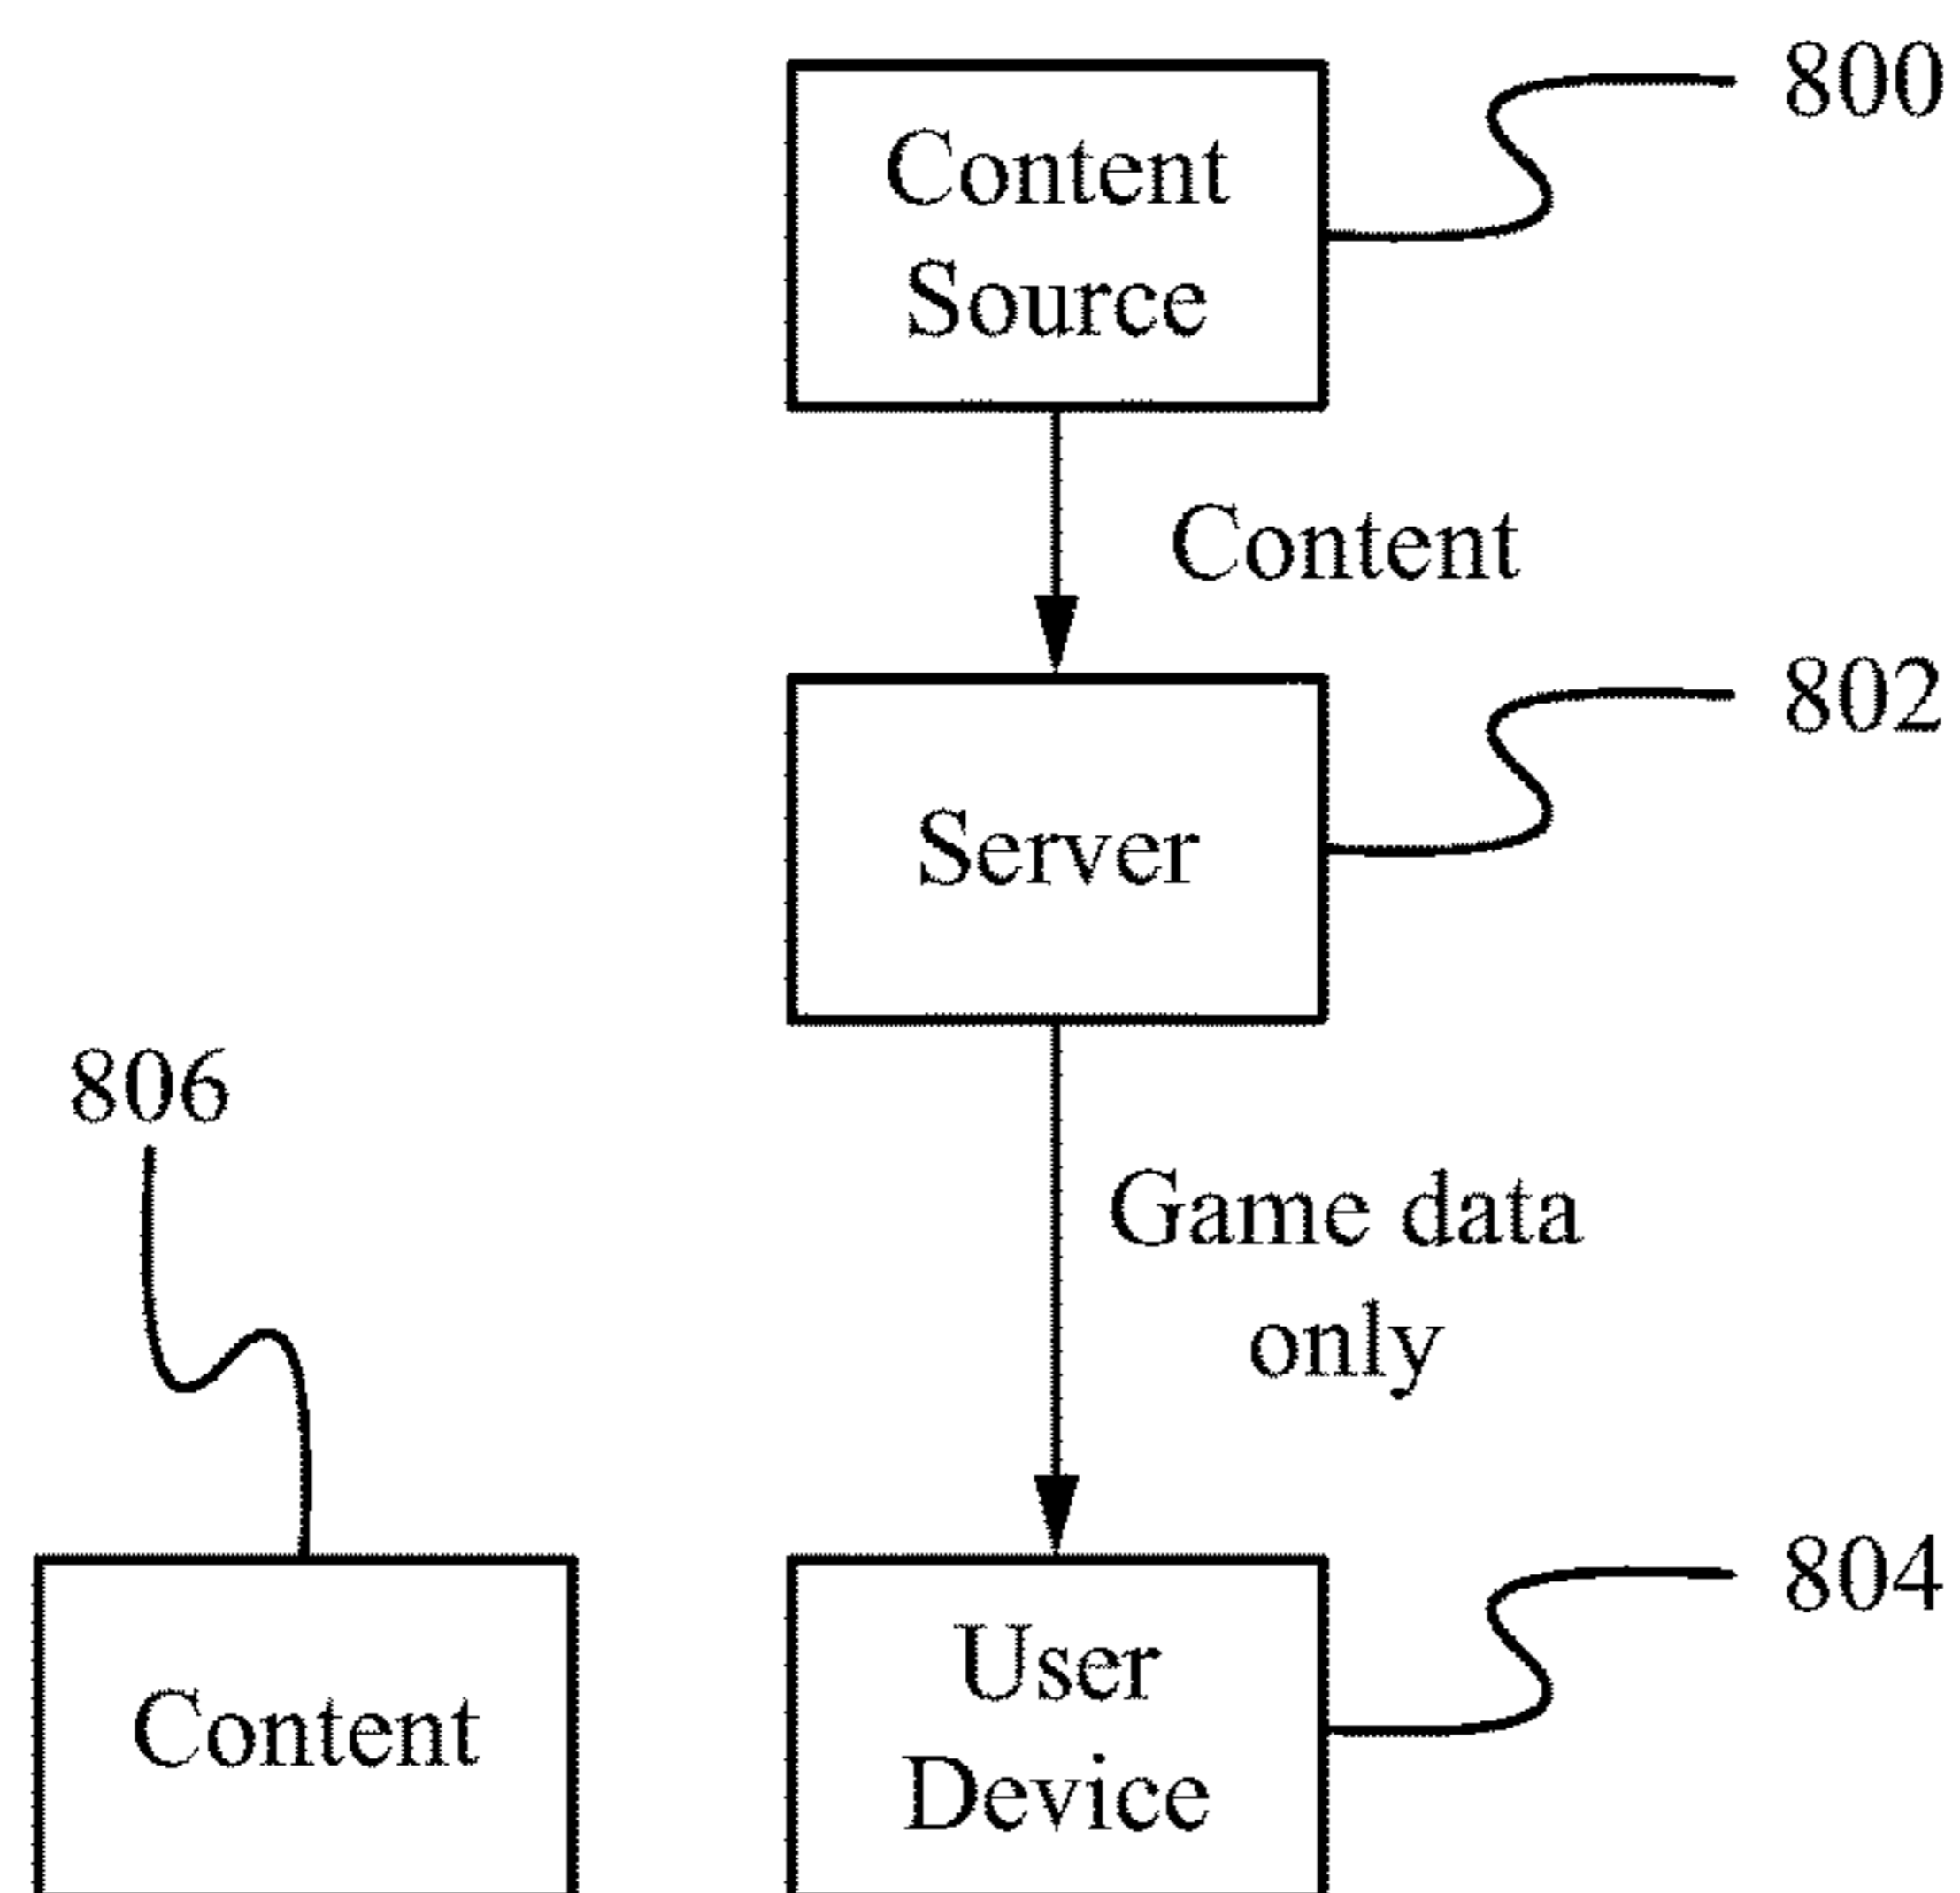 800
Content
Source
Content
802
Server
806
Game data
only
804
User
Device
Content